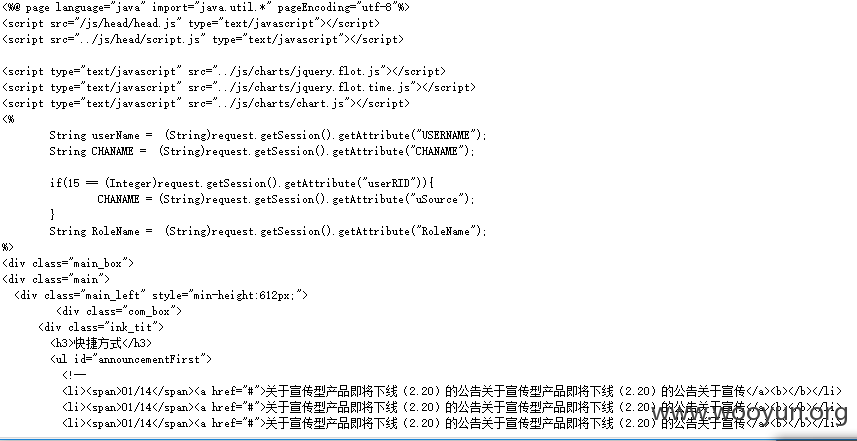 <%@ page language="java" import="java.util.*" pageEncoding="utf-8"%>
<script src="/js/head/head.js" type="text/javascript"></script>
<script src="../js/head/script.js" type="text/javascript"></script>
<script type="text/javascript" src="../js/charts/jquery.flot.js"></script>
<script type="text/javascript" src="../js/charts/jquery.flot.time.js"></script>
<script type="text/javascript" src="../js/charts/chart.js"></script>
<%
String userName = (String)request.getSession().getAttribute("USERNAME");
String CHANAME = (String)request.getSession().getAttribute("CHANAME");
if(15 == (Integer)request.getSession().getAttribute("userRID")){
CHANAME = (String)request.getSession().getAttribute("uSource");
}
String RoleName = (String)request.getSession().getAttribute("RoleName");
%>
<div class="main_box">
<div class="main">
<div class="main_left" style="min-height:612px;">
<div class="com_box">
<div class="ink_tit">
<h3>快捷方式</h3>
<ul id="announcementFirst">
<!--
<li><span>01/14</span><a href="#">关于宣传型产品即将下线（2.20）的公告关于宣传型产品即将下线（2.20）的公告关于宣传</a><b></b></li>
<li><span>01/14</span><a href="#">关于宣传型产品即将下线（2.20）的公告关于宣传型产品即将下线（2.20）的公告关于宣传</a><b></b></li>
<li><span>01/14</span><a href="#">关于宣传型产品即将下线（2.20）的公告关于宣传型产品即将下线（2.20）的公告关于宣传</a><b></b></li>
www.wooyun.org